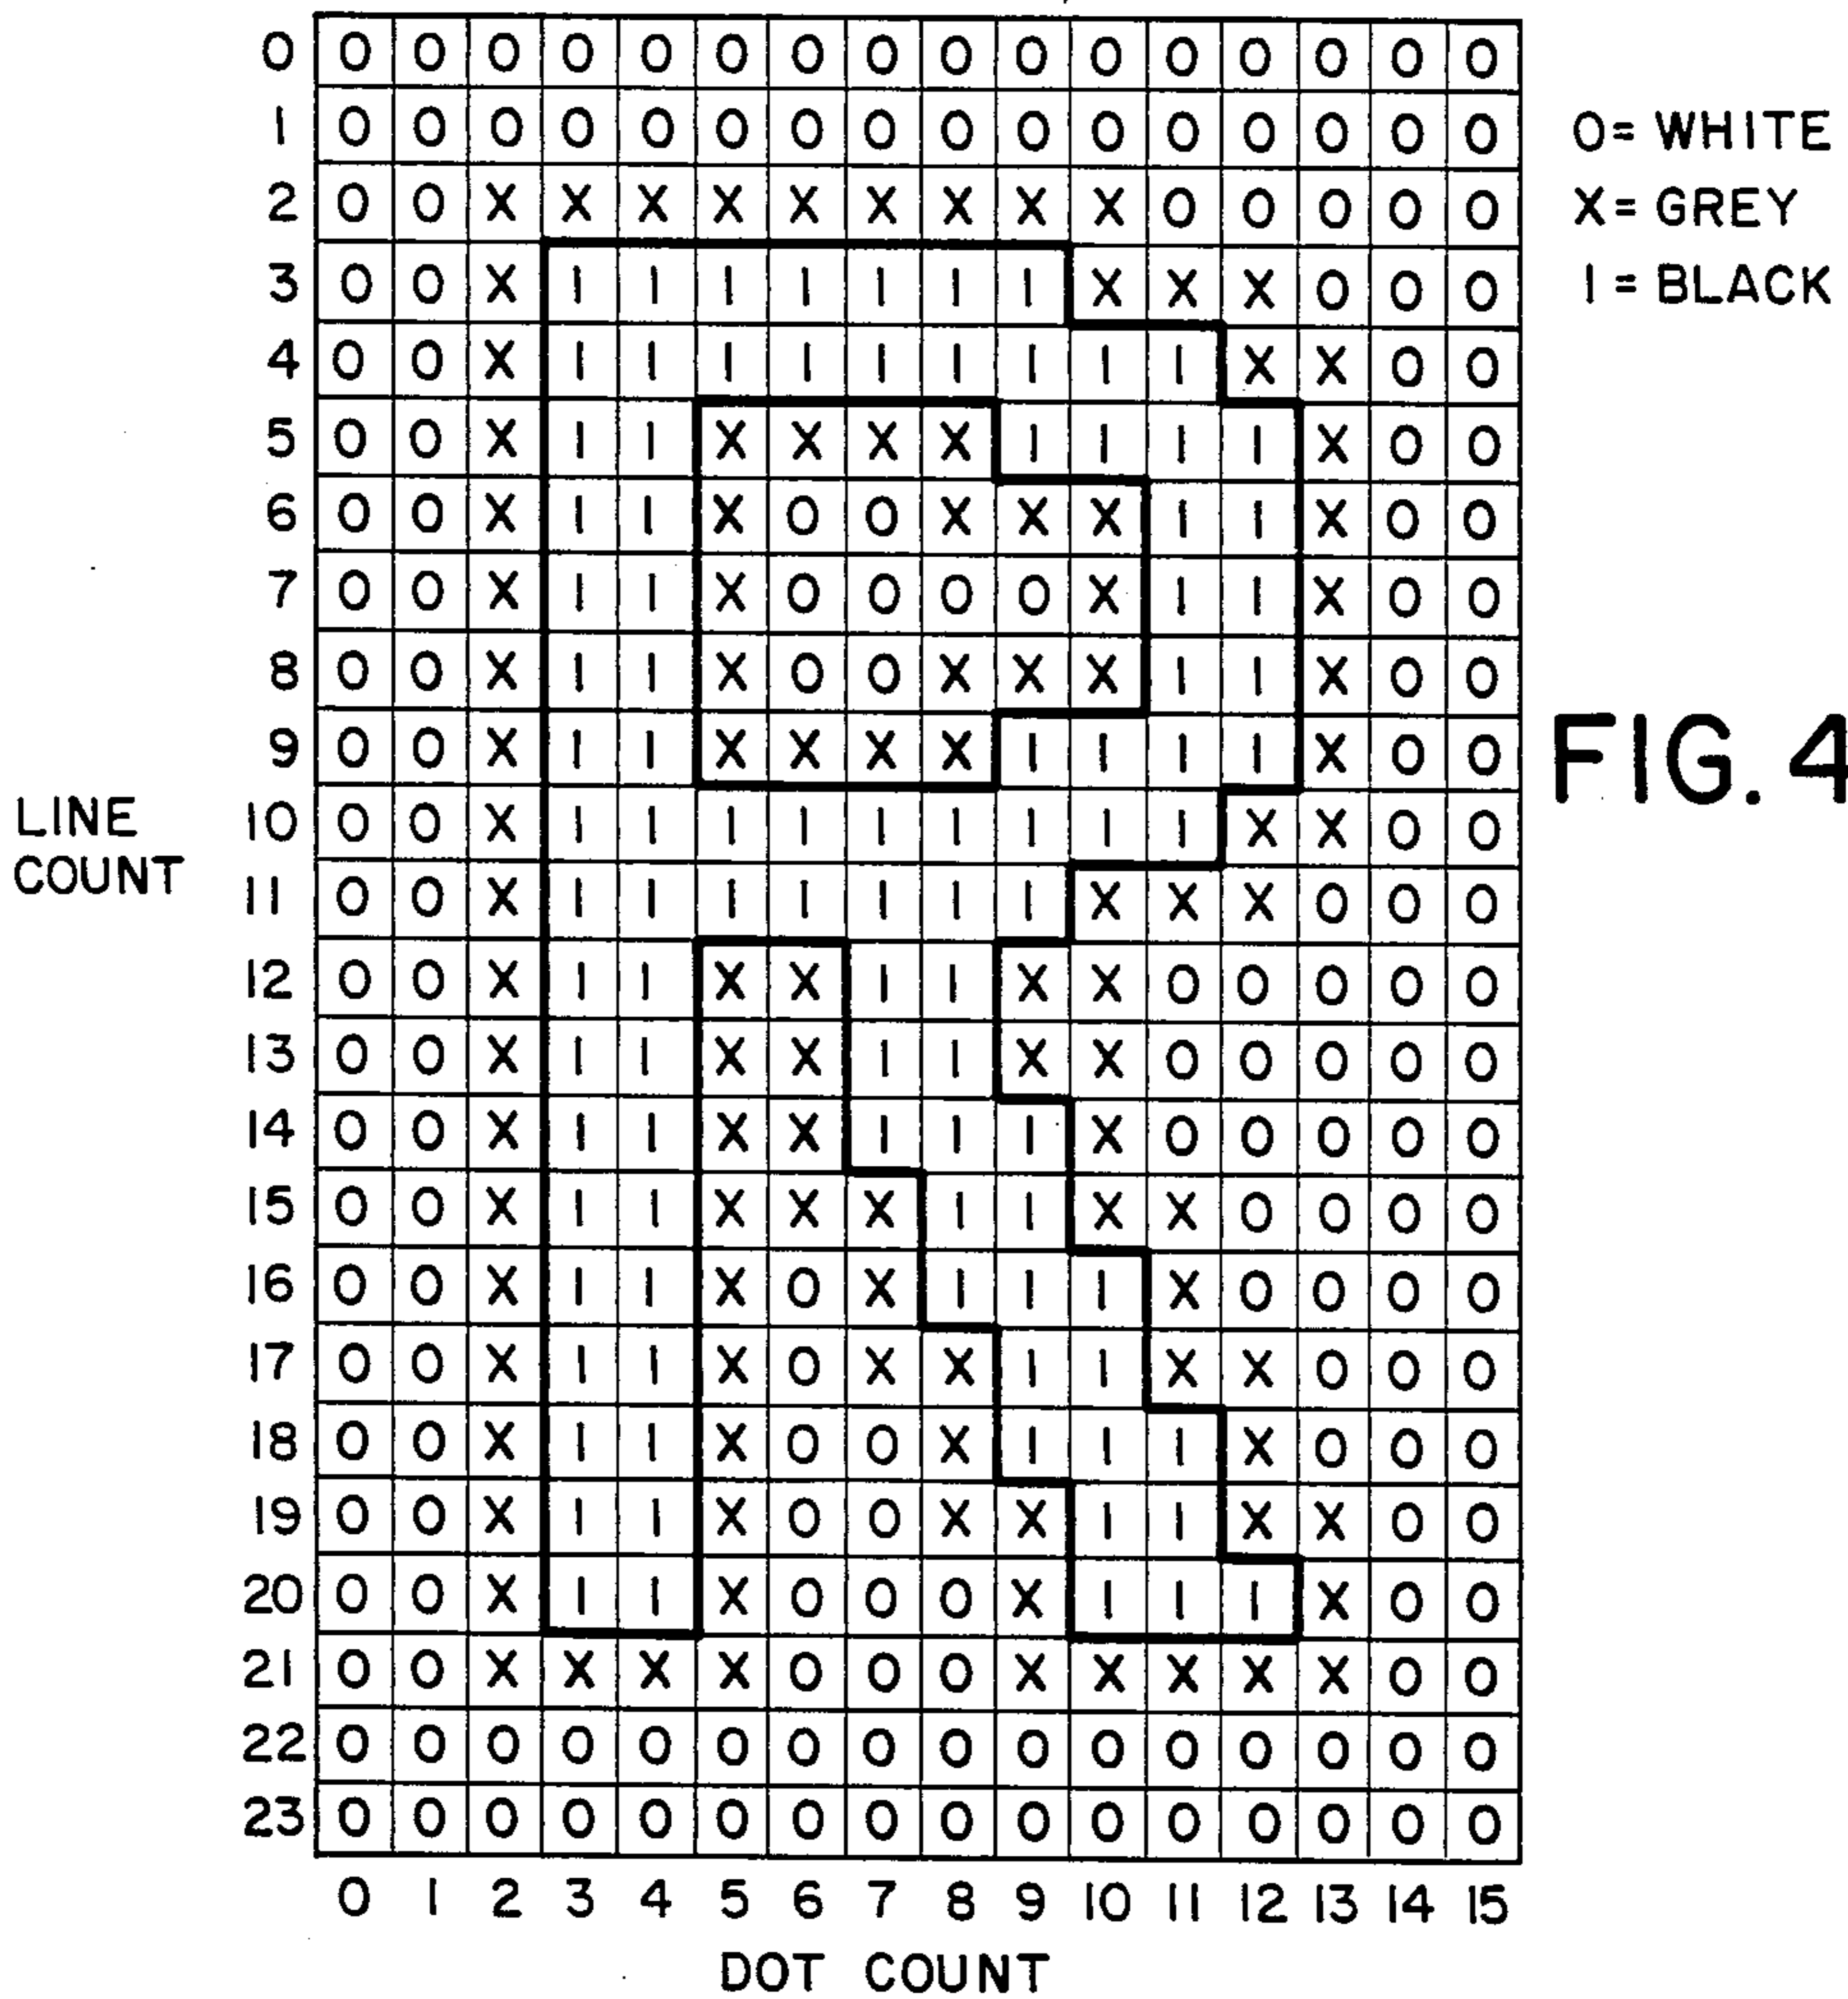 0 0 0 0 0 0 0 0 0 0 0 0 0 0 0 0 0
1 0 0 0 0 0 0 0 0 0 0 0 0 0 0 0 0 0= WHITE
2 0 0 X X X X X X X X X 0 0 0 0 0 X= GREY
3 0 0 X 1 1 1 1 1 1 1 X X X 0 0 0 1= BLACK
4 0 0 X 1 1 1 1 1 1 1 1 1 X X 0 0
5 0 0 X 1 1 X X X X 1 1 1 1 X 0 0
6 0 0 X 1 1 X 0 0 X X X 1 1 X 0 0
7 0 0 X 1 1 X 0 0 0 0 X 1 1 X 0 0
8 0 0 X 1 1 X 0 0 X X X 1 1 X 0 0
9 0 0 X 1 1 X X X X 1 1 1 1 X 0 0
FIG. 4
LINE
COUNT
10 0 0 X 1 1 1 1 1 1 1 1 1 X X 0 0
11 0 0 X 1 1 1 1 1 1 1 X X X 0 0 0
12 0 0 X 1 1 X X 1 1 X X 0 0 0 0 0
13 0 0 X 1 1 X X 1 1 X X 0 0 0 0 0
14 0 0 X 1 1 X X 1 1 1 X 0 0 0 0 0
15 0 0 X 1 1 X X X 1 1 X X 0 0 0 0
16 0 0 X 1 1 X 0 X 1 1 1 X 0 0 0 0
17 0 0 X 1 1 X 0 X X 1 1 X X 0 0 0
18 0 0 X 1 1 X 0 0 X 1 1 1 X 0 0 0
19 0 0 X 1 1 X 0 0 X X 1 1 X X 0 0
20 0 0 X 1 1 X 0 0 0 X 1 1 1 X 0 0
21 0 0 X X X X 0 0 0 X X X X X 0 0
22 0 0 0 0 0 0 0 0 0 0 0 0 0 0 0 0
23 0 0 0 0 0 0 0 0 0 0 0 0 0 0 0 0
0 1 2 3 4 5 6 7 8 9 10 11 12 13 14 15
DOT COUNT